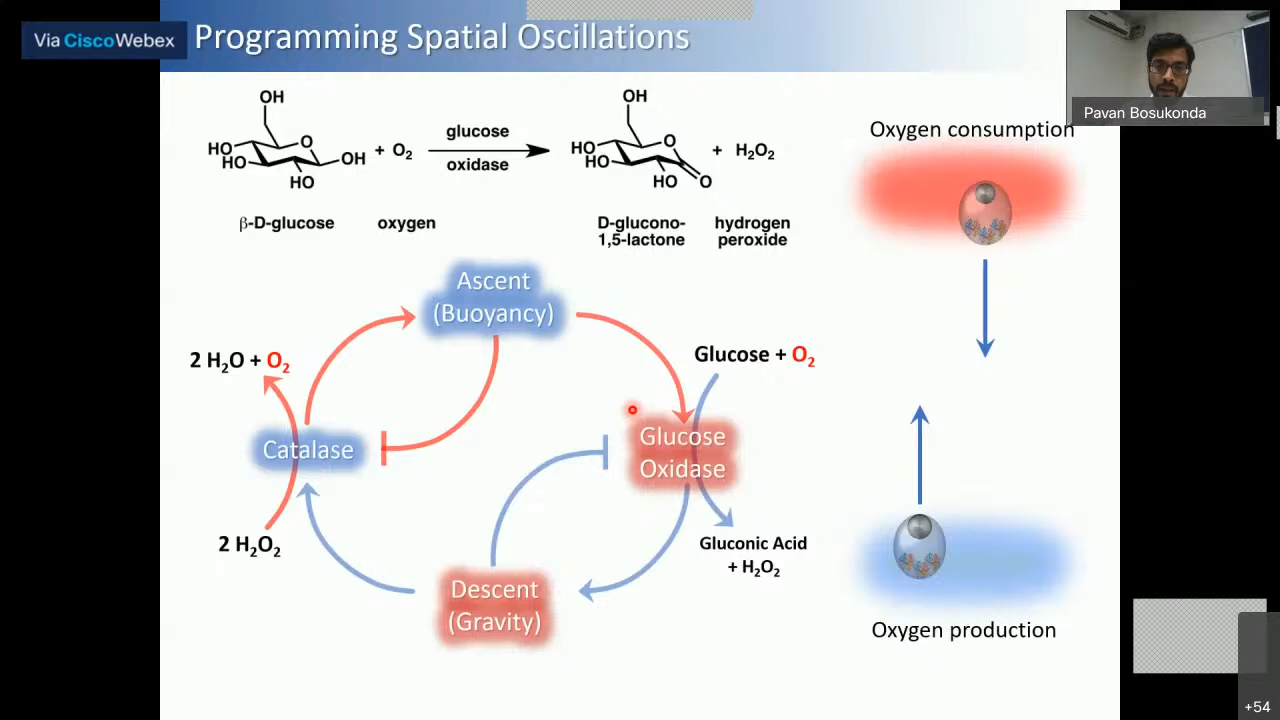 Via Cisco Webex
Programming Spatial Oscillations
Pavan Bosukonda
OH
HO
HO
O
OH
HO
+ O₂
glucose
oxidase
OH
HO
HO
O
HO
O
+ H₂O₂
β-D-glucose
oxygen
D-glucono-
1,5-lactone
hydrogen
peroxide
Oxygen consumption
Ascent
(Buoyancy)
2 H₂O + O₂
Glucose + O₂
Catalase
Glucose
Oxidase
2 H₂O₂
Gluconic Acid
+ H₂O₂
Descent
(Gravity)
Oxygen production
+54